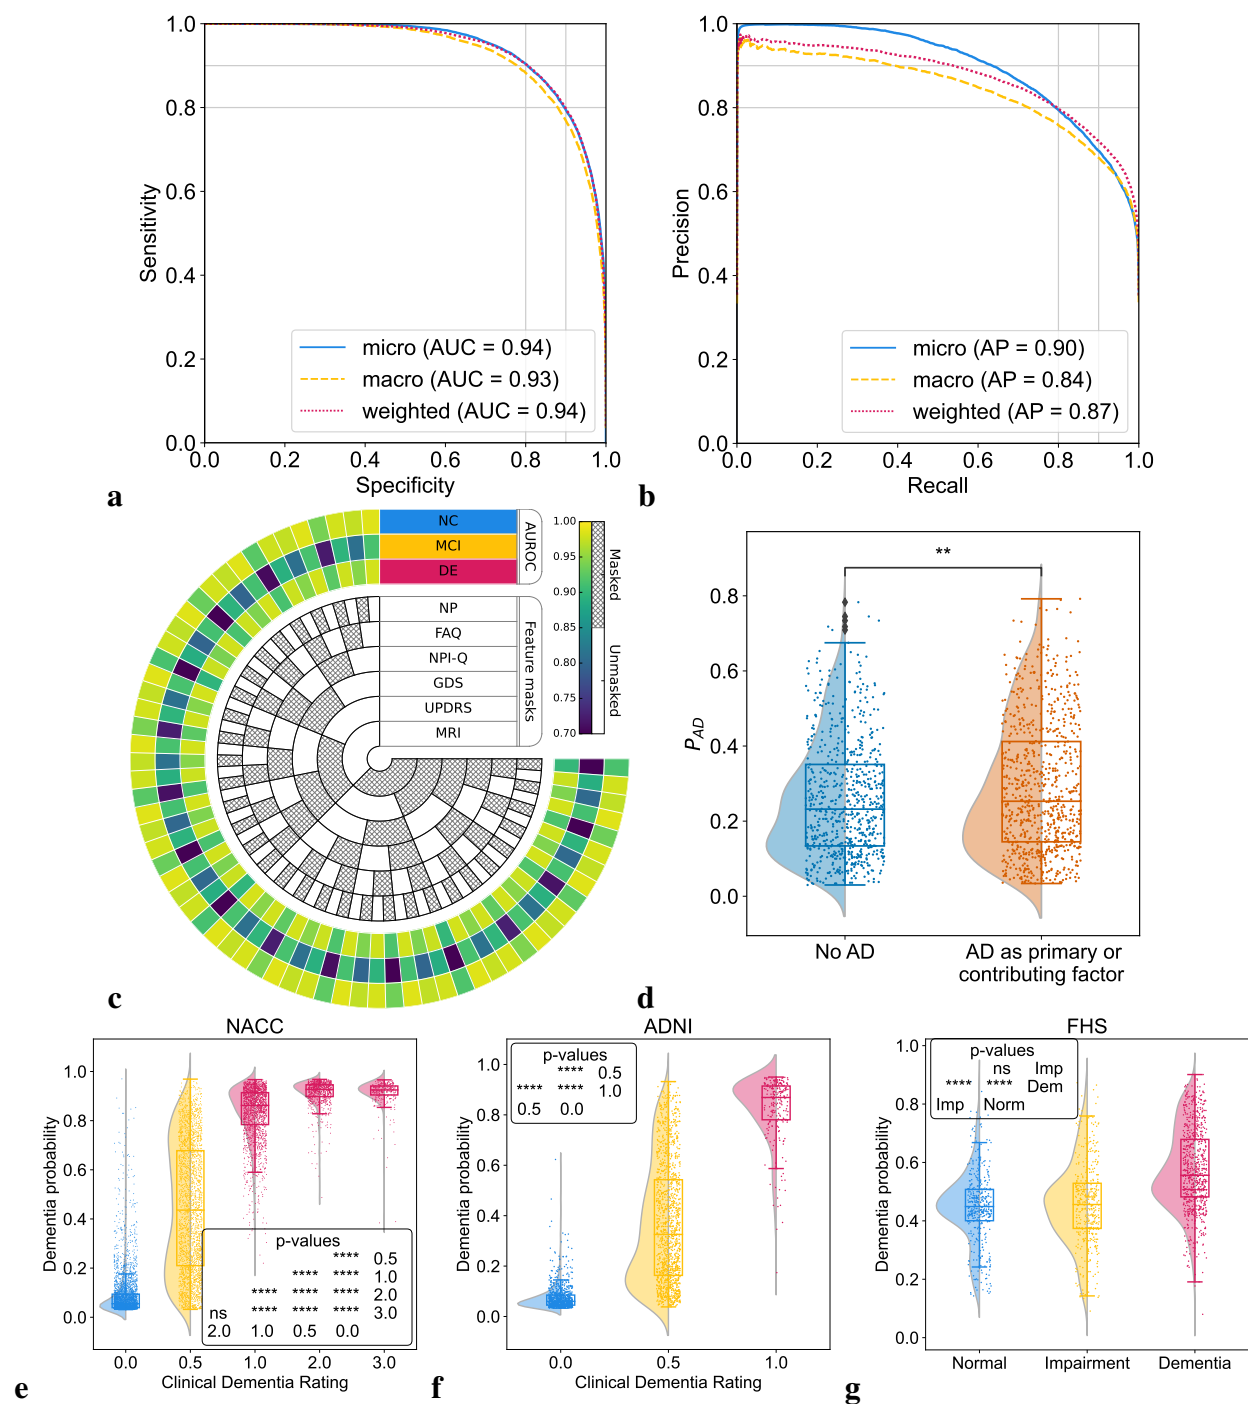 1.0
0.8
0.6
0.4
0.2
0.0
Sensitivity
micro (AUC = 0.94)
macro (AUC = 0.93)
weighted (AUC = 0.94)
0.0 0.2 0.4 0.6 0.8 1.0
Specificity
a
1.0
0.8
0.6
0.4
0.2
0.0
Precision
micro (AP = 0.90)
macro (AP = 0.84)
weighted (AP = 0.87)
0.0 0.2 0.4 0.6 0.8 1.0
Recall
b
NC
MCI
DE
AUROC
NP
FAQ
NPI-Q
GDS
UPDRS
MRI
Feature masks
1.00
0.95
0.90
0.85
0.80
0.75
0.70
Masked
Unmasked
c
**
0.8
0.6
0.4
0.2
0.0
P_AD
No AD
AD as primary or
contributing factor
d
NACC
1.0
0.8
0.6
0.4
0.2
0.0
Dementia probability
p-values
**** 0.5
**** **** 1.0
**** **** **** 2.0
ns **** **** **** 3.0
2.0 1.0 0.5 0.0
0.0 0.5 1.0 2.0 3.0
Clinical Dementia Rating
e
ADNI
1.0
0.8
0.6
0.4
0.2
0.0
Dementia probability
p-values
**** 0.5
**** **** 1.0
0.5 0.0
0.0 0.5 1.0
Clinical Dementia Rating
f
FHS
1.0
0.8
0.6
0.4
0.2
0.0
Dementia probability
p-values
ns Imp
**** **** Dem
Imp Norm
Normal Impairment Dementia
g